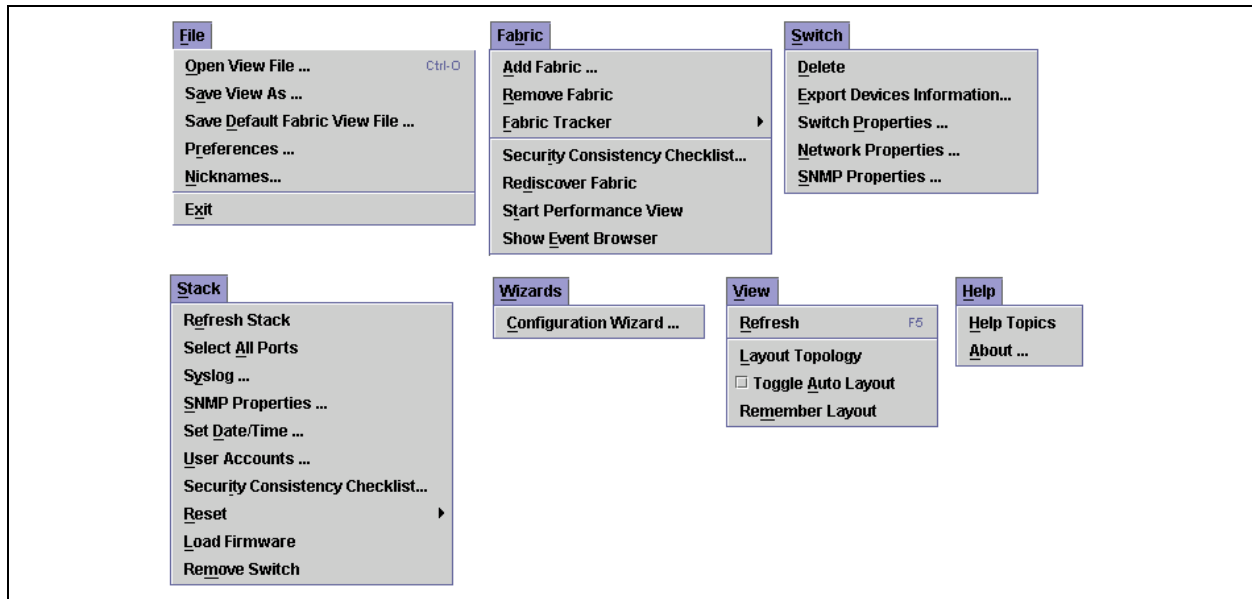 File
Open View File ... Ctrl-O
Save View As ...
Save Default Fabric View File ...
Preferences ...
Nicknames...
Exit
Fabric
Add Fabric ...
Remove Fabric
Fabric Tracker
Security Consistency Checklist...
Rediscover Fabric
Start Performance View
Show Event Browser
Switch
Delete
Export Devices Information...
Switch Properties ...
Network Properties ...
SNMP Properties ...
Stack
Refresh Stack
Select All Ports
Syslog ...
SNMP Properties ...
Set Date/Time ...
User Accounts ...
Security Consistency Checklist...
Reset
Load Firmware
Remove Switch
Wizards
Configuration Wizard ...
View
Refresh F5
Layout Topology
Toggle Auto Layout
Remember Layout
Help
Help Topics
About ...